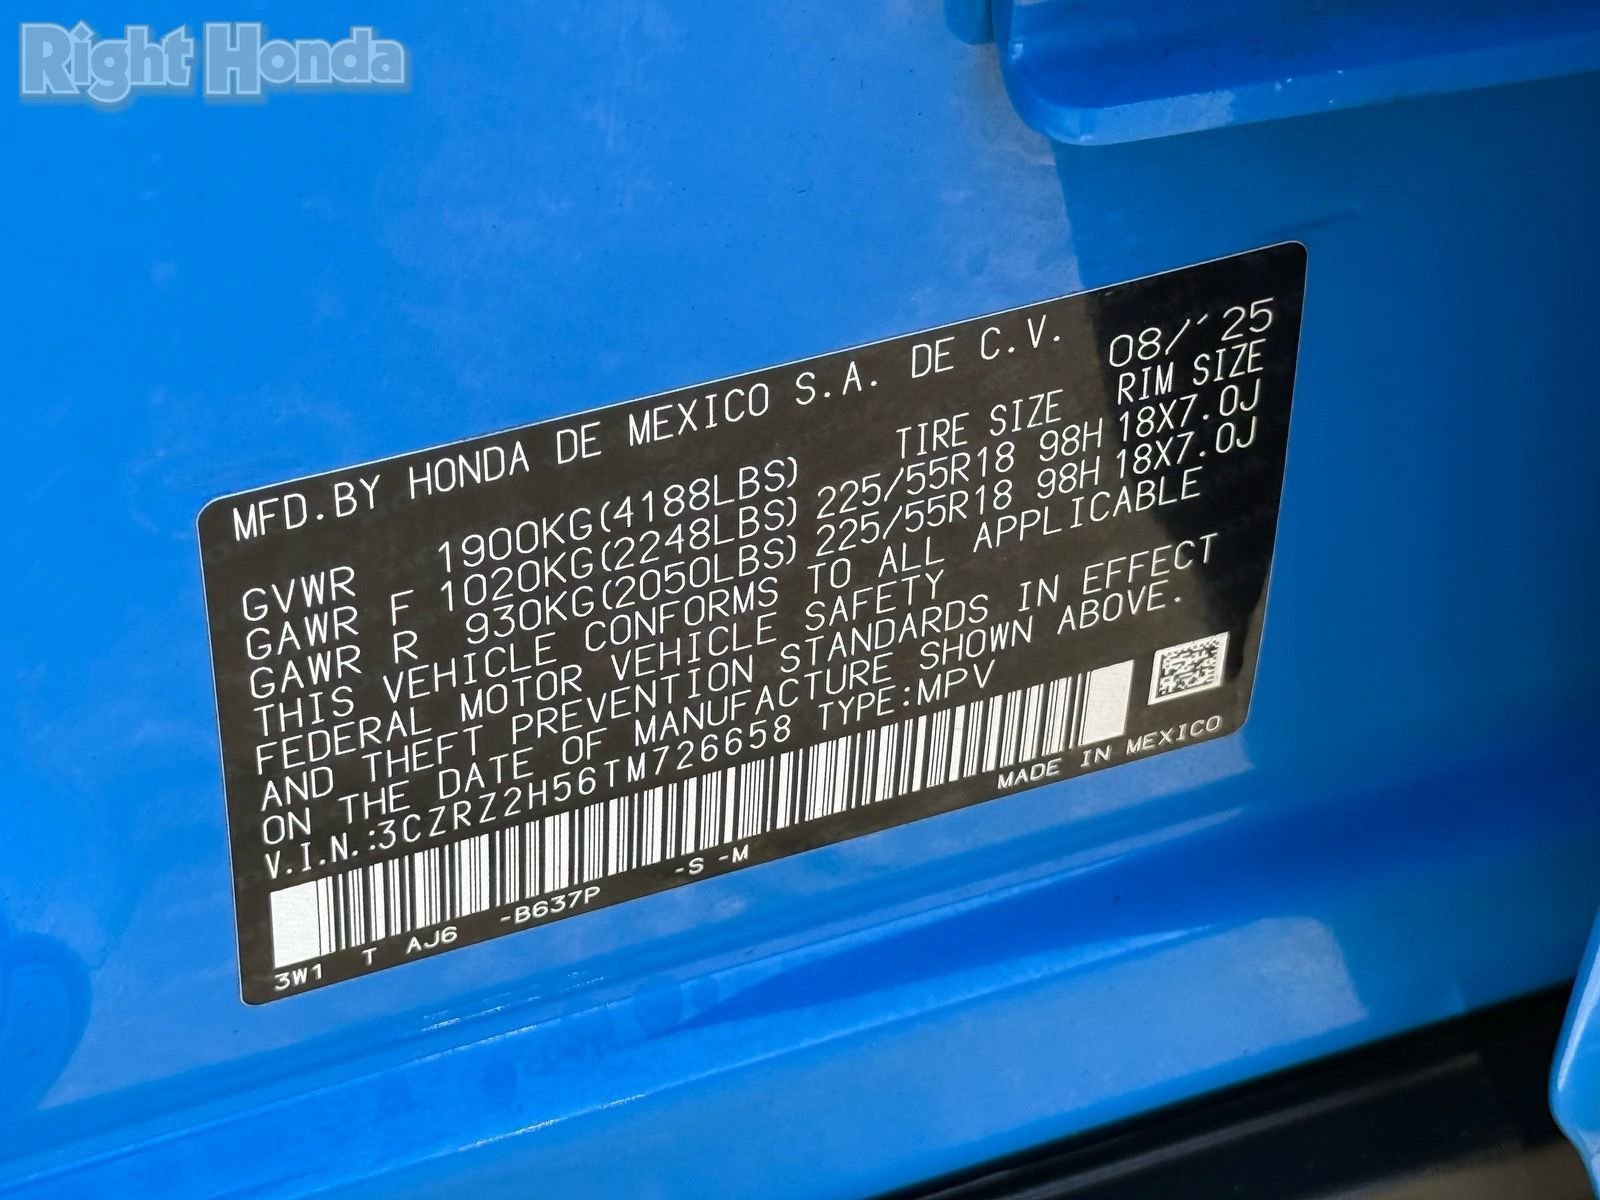 Right Honda
MFD.BY HONDA DE MEXICO S.A. DE C.V. 08/'25
TIRE SIZE RIM SIZE
GVWR 1900KG(4188LBS)
GAWR F 1020KG(2248LBS) 225/55R18 98H 18X7.0J
GAWR R 930KG(2050LBS) 225/55R18 98H 18X7.0J
THIS VEHICLE CONFORMS TO ALL APPLICABLE
FEDERAL MOTOR VEHICLE SAFETY
AND THEFT PREVENTION STANDARDS IN EFFECT
ON THE DATE OF MANUFACTURE SHOWN ABOVE.
V.I.N.:3CZRZ2H56TM726658 TYPE:MPV
MADE IN MEXICO
3W1 T AJ6 -B637P -S -M